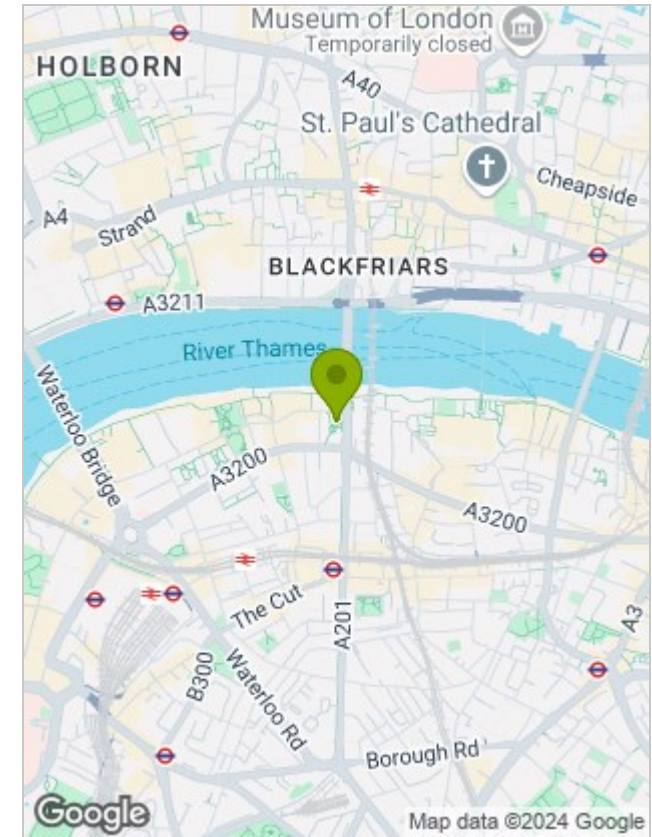 Museum of London
Temporarily closed
HOLBORN
A40
St. Paul's Cathedral
Cheapside
A4
Strand
BLACKFRIARS
A3211
River Thames
Waterloo Bridge
A3200
A3200
The Cut
A201
A3
B300
Waterloo Rd
Borough Rd
Google
Map data ©2024 Google